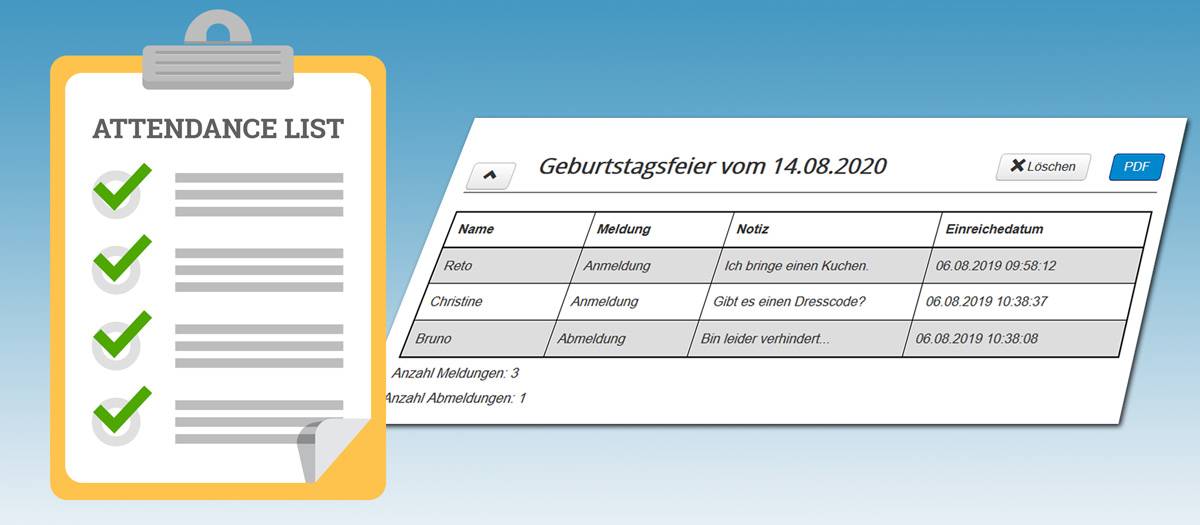 ATTENDANCE LIST
Geburtstagsfeier vom 14.08.2020
Löschen
PDF
Name Meldung Notiz Einreichedatum
Reto Anmeldung Ich bringe einen Kuchen. 06.08.2019 09:58:12
Christine Anmeldung Gibt es einen Dresscode? 06.08.2019 10:38:37
Bruno Abmeldung Bin leider verhindert... 06.08.2019 10:38:08
Anzahl Meldungen: 3
Anzahl Abmeldungen: 1